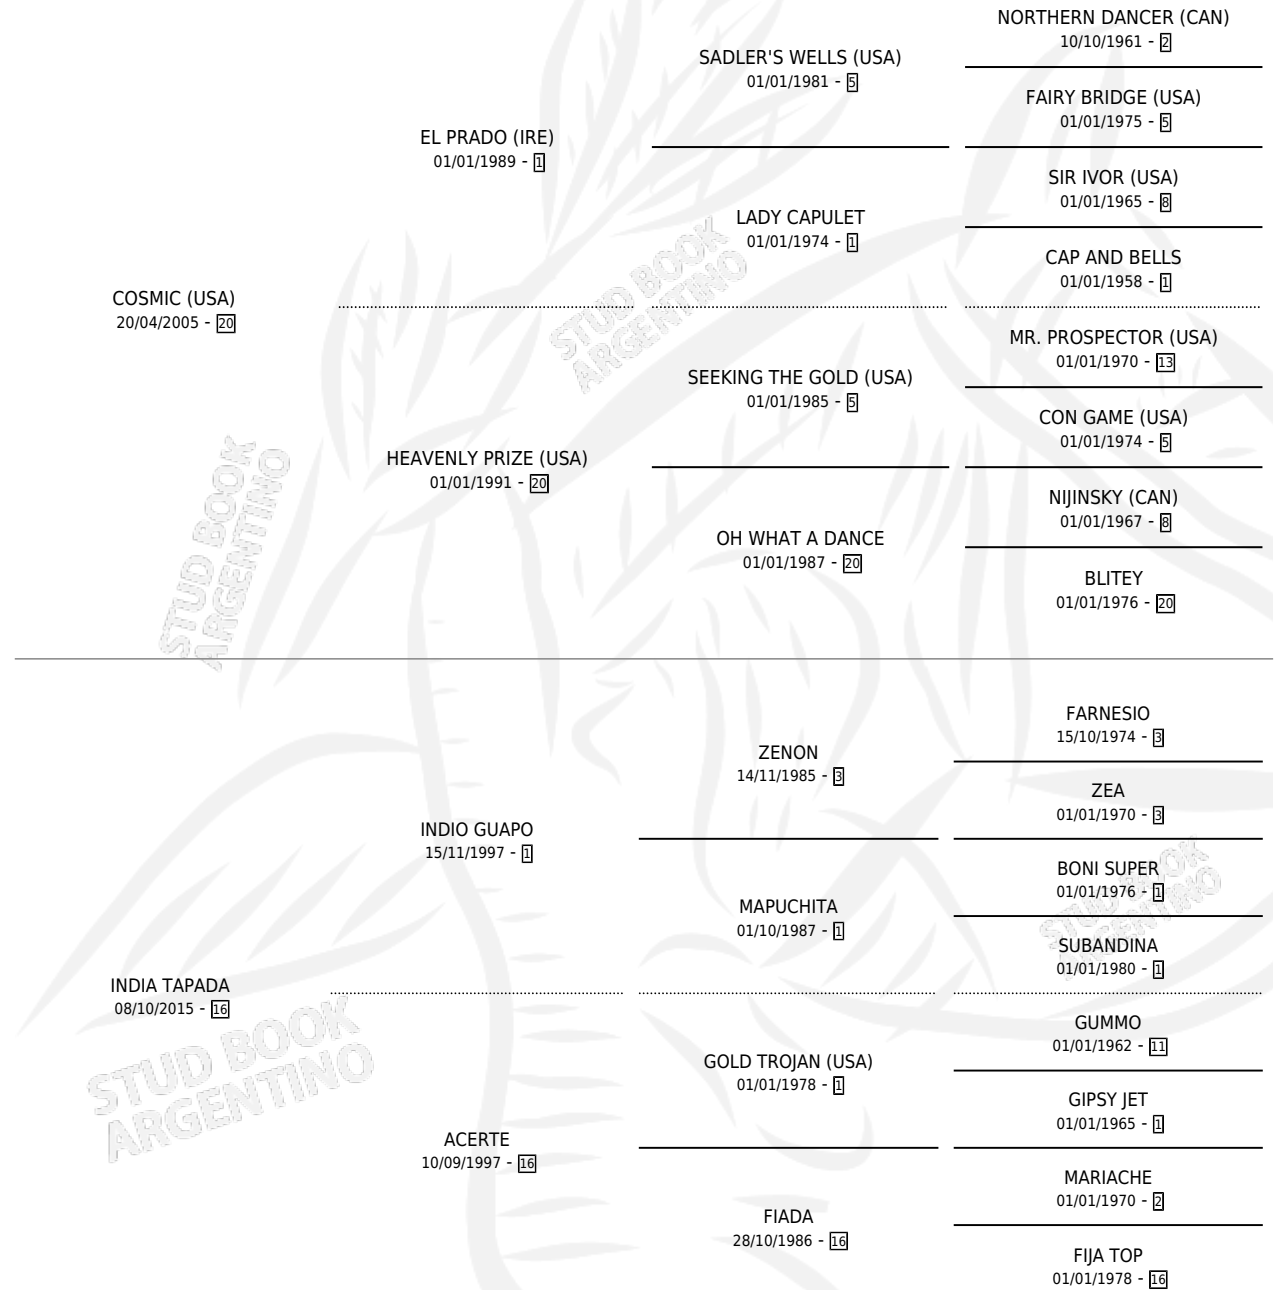 NORTHERN DANCER (CAN)
10/10/1961 - 2
SADLER'S WELLS (USA)
01/01/1981 - 5
FAIRY BRIDGE (USA)
01/01/1975 - 5
EL PRADO (IRE)
01/01/1989 - 1
SIR IVOR (USA)
01/01/1965 - 8
LADY CAPULET
01/01/1974 - 1
CAP AND BELLS
01/01/1958 - 1
COSMIC (USA)
20/04/2005 - 20
STUD BOOK
ARGENTINO
MR. PROSPECTOR (USA)
01/01/1970 - 13
SEEKING THE GOLD (USA)
01/01/1985 - 5
CON GAME (USA)
01/01/1974 - 5
HEAVENLY PRIZE (USA)
01/01/1991 - 20
NIJINSKY (CAN)
01/01/1967 - 8
OH WHAT A DANCE
01/01/1987 - 20
BLITEY
01/01/1976 - 20
STUD BOOK
ARGENTINO
FARNESIO
15/10/1974 - 3
ZENON
14/11/1985 - 3
ZEA
01/01/1970 - 3
INDIO GUAPO
15/11/1997 - 1
BONI SUPER
01/01/1976 - 1
MAPUCHITA
01/10/1987 - 1
SUBANDINA
01/01/1980 - 1
STUD BOOK
ARGENTINO
INDIA TAPADA
08/10/2015 - 16
STUD BOOK
ARGENTINO
GUMMO
01/01/1962 - 11
GOLD TROJAN (USA)
01/01/1978 - 1
GIPSY JET
01/01/1965 - 1
ACERTE
10/09/1997 - 16
MARIACHE
01/01/1970 - 2
FIADA
28/10/1986 - 16
FIJA TOP
01/01/1978 - 16